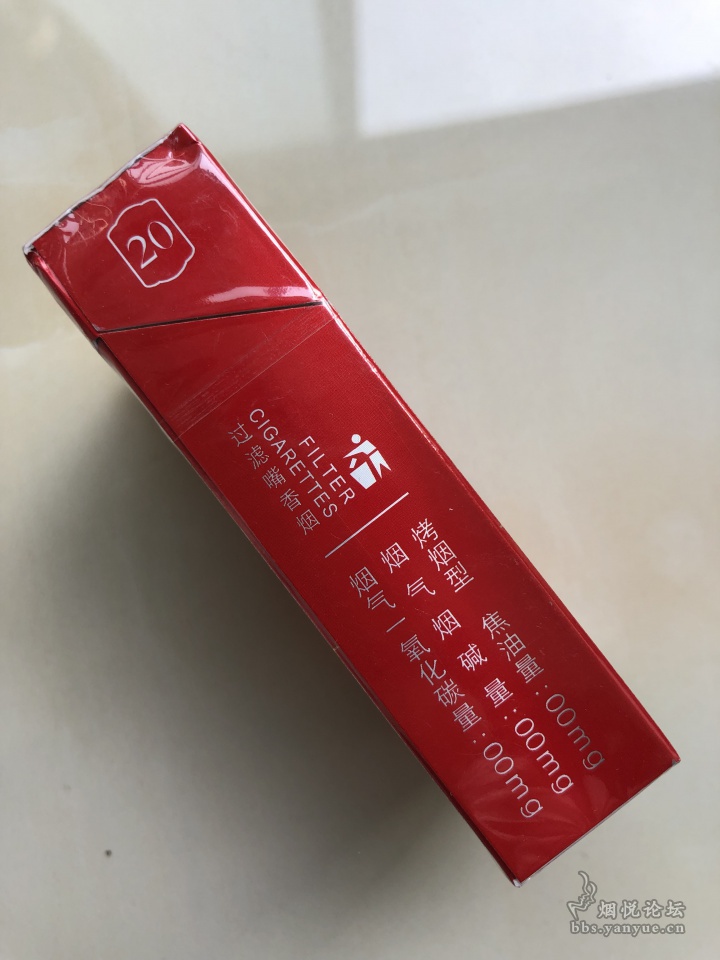 20
FILTER
CIGARETTES
过滤嘴香烟
烤烟型 焦油量:00mg
烟气烟碱量:00mg
烟气一氧化碳量:00mg
烟悦论坛
bbs.yanyue.cn